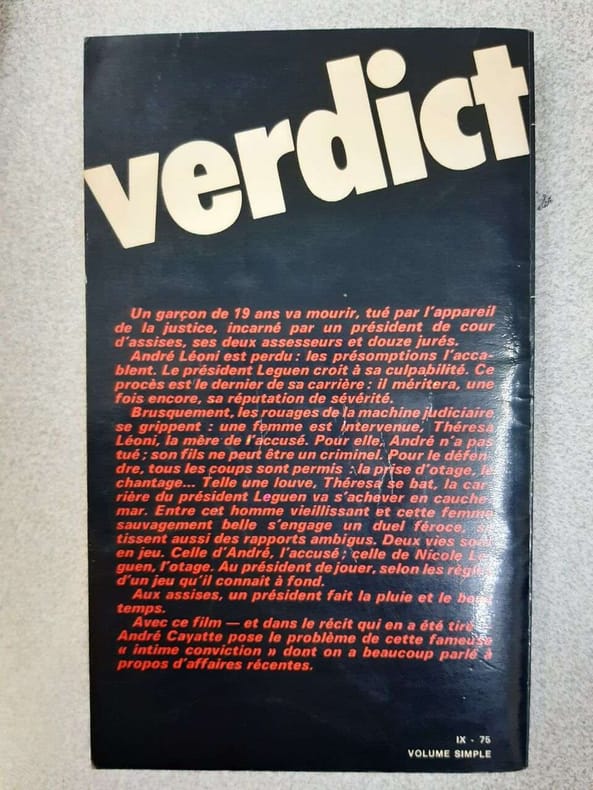 verdict
Un garçon de 19 ans va mourir, tué par l'appareil
de la justice, incarné par un président de cour
d'assises, ses deux assesseurs et douze jurés.
André Léoni est perdu : les présomptions l'acca-
blent. Le président Leguen croit à sa culpabilité. Ce
procès est le dernier de sa carrière : il méritera, une
fois encore, sa réputation de sévérité.
Brusquement, les rouages de la machine judiciaire
se grippent : une femme est intervenue, Thérésa
Léoni, la mère de l'accusé. Pour elle, André n'a pas
tué ; son fils ne peut être un criminel. Pour le défen-
dre, tous les coups sont permis : la prise d'otage, le
chantage... Telle une louve, Thérésa se bat, la car-
rière du président Leguen va s'achever en cauche-
mar. Entre cet homme vieillissant et cette femme
sauvagement belle s'engage un duel féroce, se
tissent aussi des rapports ambigus. Deux vies sont
en jeu. Celle d'André, l'accusé ; celle de Nicole Le-
guen, l'otage. Au président de jouer, selon les règles
d'un jeu qu'il connaît à fond.
Aux assises, un président fait la pluie et le beau
temps.
Avec ce film — et dans le récit qui en a été tiré —
André Cayatte pose le problème de cette fameuse
« intime conviction » dont on a beaucoup parlé à
propos d'affaires récentes.
IX - 75
VOLUME SIMPLE